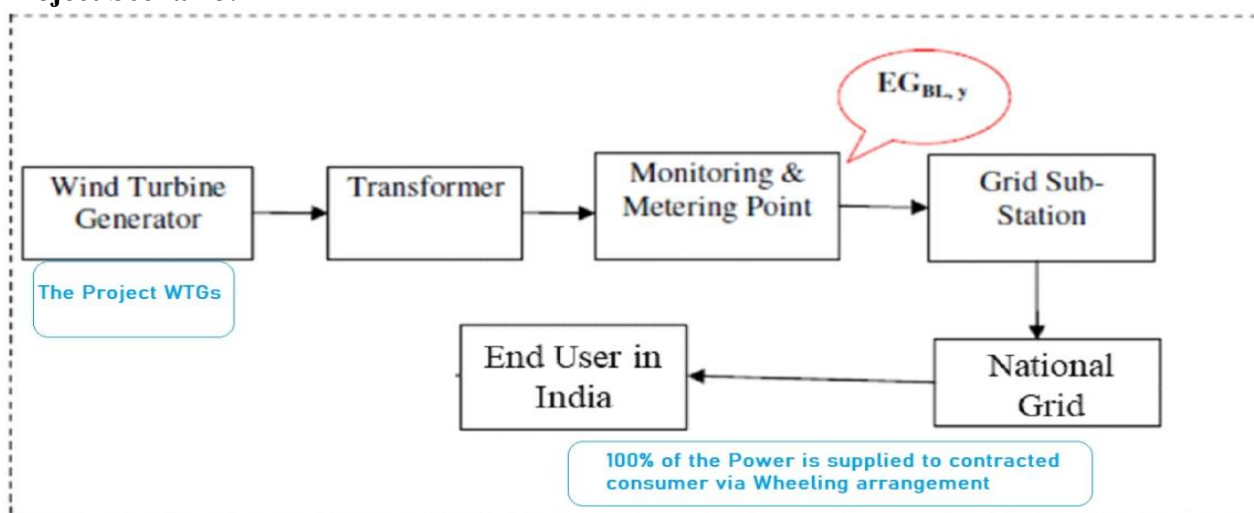 EG_BL, y
Wind Turbine
Generator
Transformer
Monitoring &
Metering Point
Grid Sub-
Station
The Project WTGs
End User in
India
National
Grid
100% of the Power is supplied to contracted
consumer via Wheeling arrangement